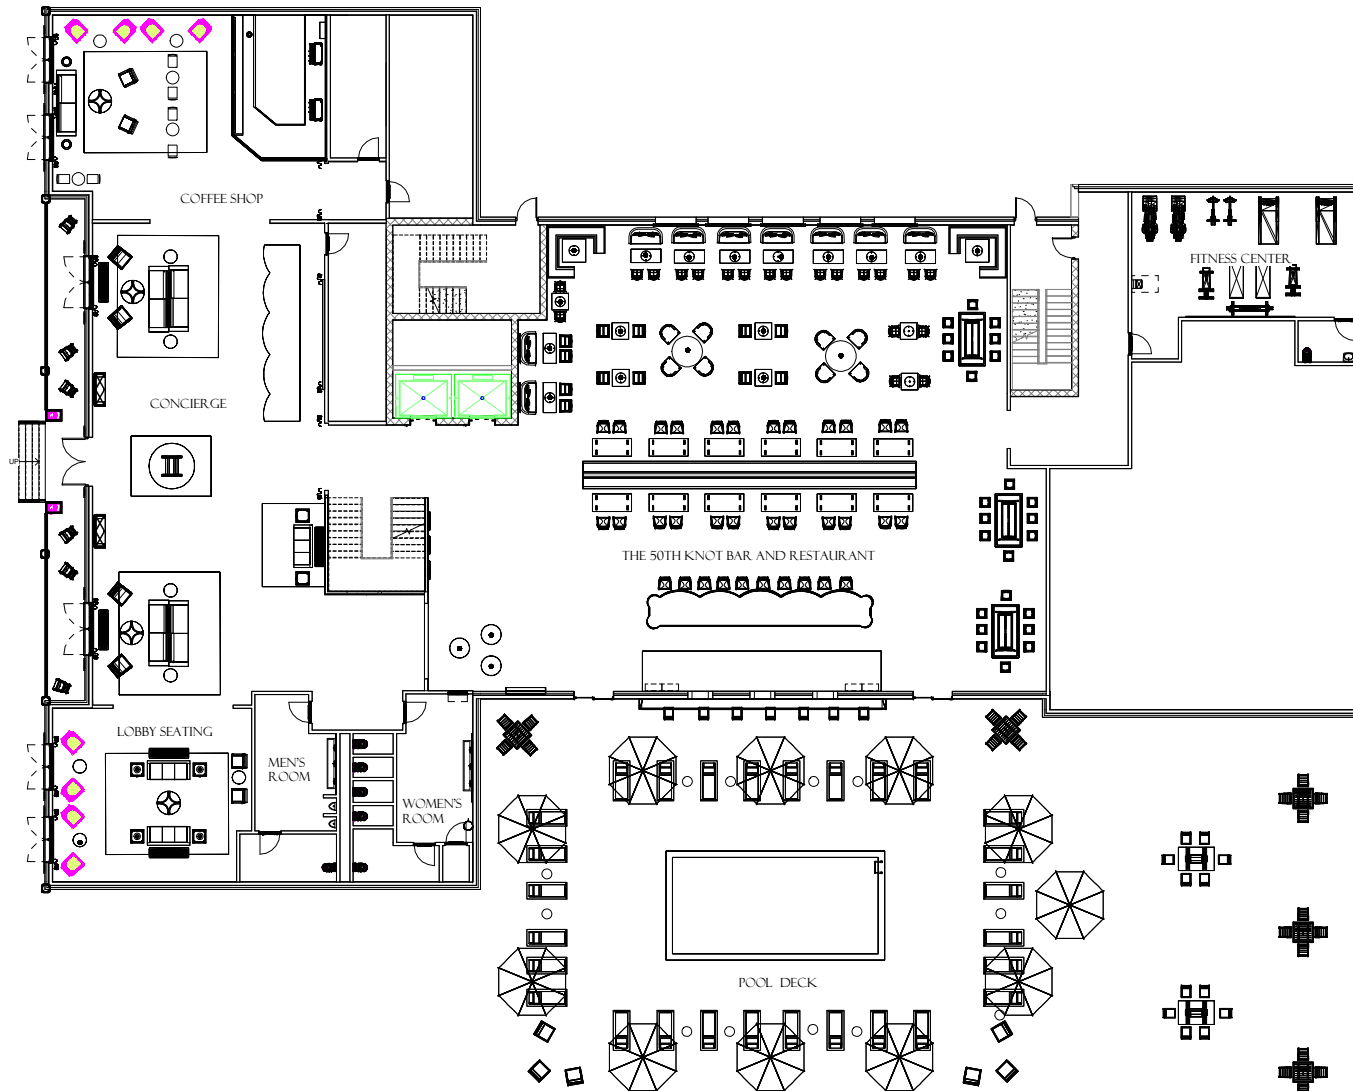 COFFEE SHOP
FITNESS CENTER
CONCIERGE
UP
THE 50TH KNOT BAR AND RESTAURANT
LOBBY SEATING
MEN'S
ROOM
WOMEN'S
ROOM
POOL DECK